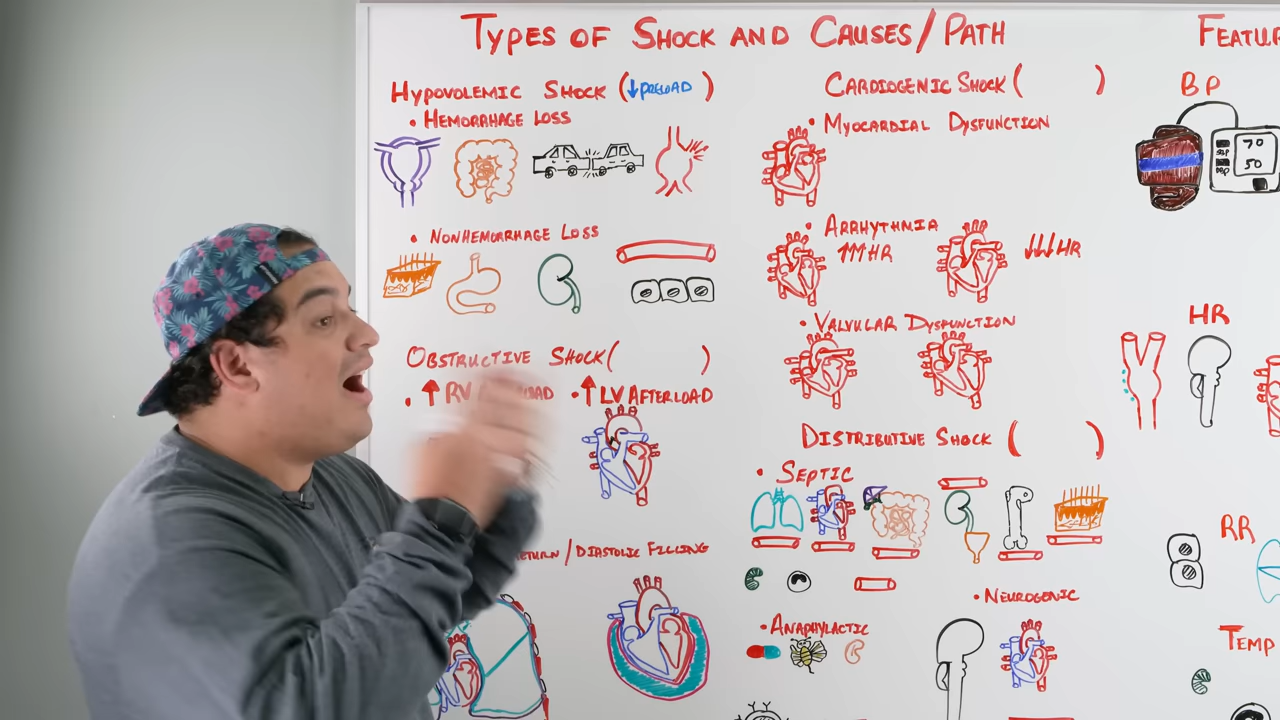 TYPES OF SHOCK AND CAUSES/PATH
FEATUR
HYPOVOLEMIC SHOCK (↓PRELOAD)
• HEMORRHAGE LOSS
• NONHEMORRHAGE LOSS
OBSTRUCTIVE SHOCK( )
• ↑ RV • ↑ LV AFTERLOAD
/DIASTOLIC FILLING
CARDIOGENIC SHOCK ( )
• MYOCARDIAL DYSFUNCTION
• ARRHYTHMIA
↑↑↑HR
↓↓↓HR
• VALVULAR DYSFUNCTION
DISTRIBUTIVE SHOCK ( )
• SEPTIC
• NEUROGENIC
• ANAPHYLACTIC
BP
70
50
HR
RR
TEMP